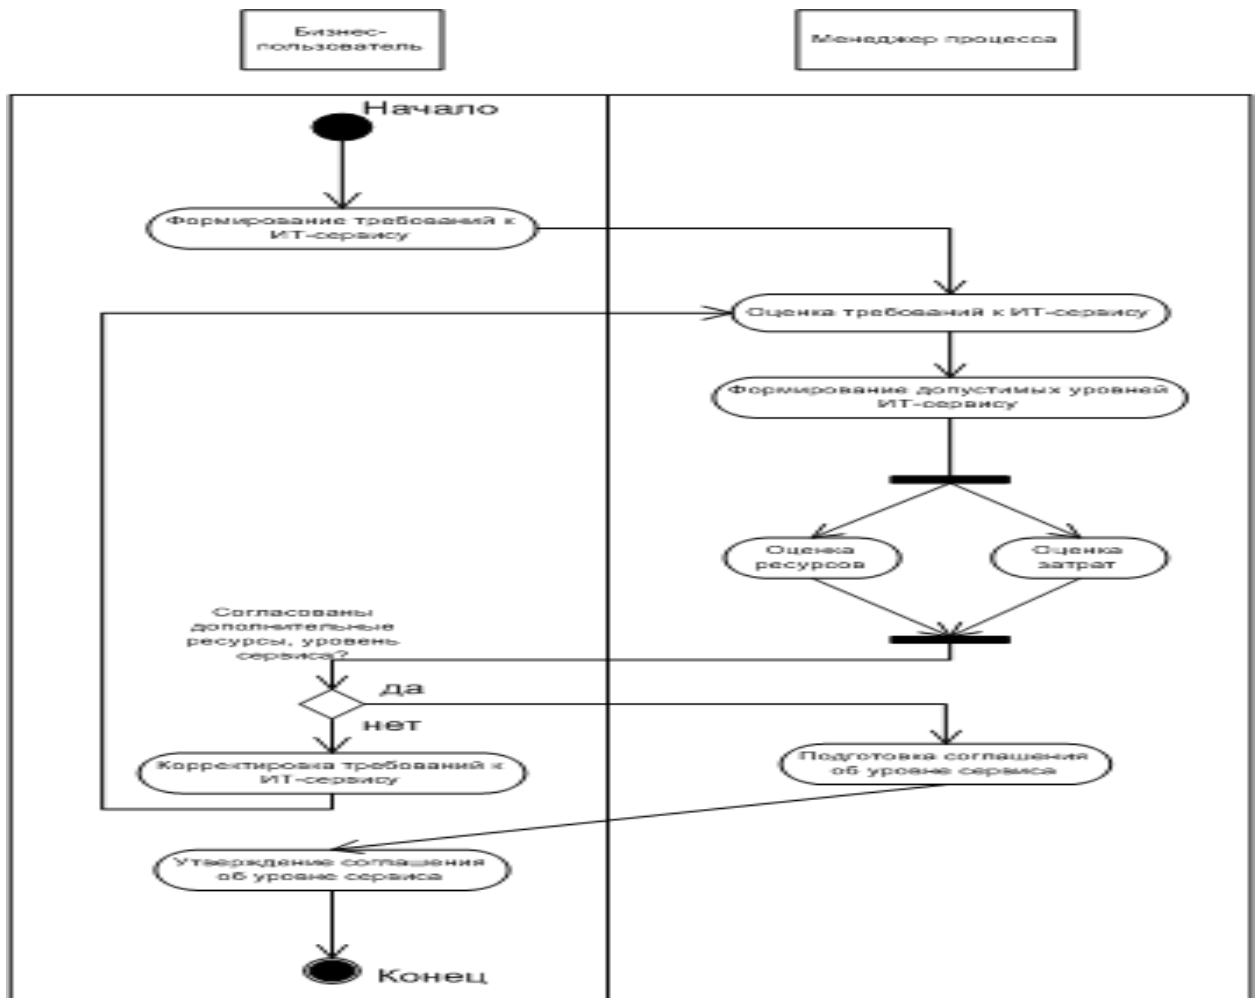 Бизнес-
пользователь
Менеджер процесса
Начало
Формирование требований к
ИТ-сервису
Оценка требований к ИТ-сервису
Формирование допустимых уровней
ИТ-сервису
Оценка
ресурсов
Оценка
затрат
Согласованы
дополнительные
ресурсы, уровень
сервиса?
да
нет
Корректировка требований к
ИТ-сервису
Подготовка соглашения
об уровне сервиса
Утверждение соглашения
об уровне сервиса
Конец